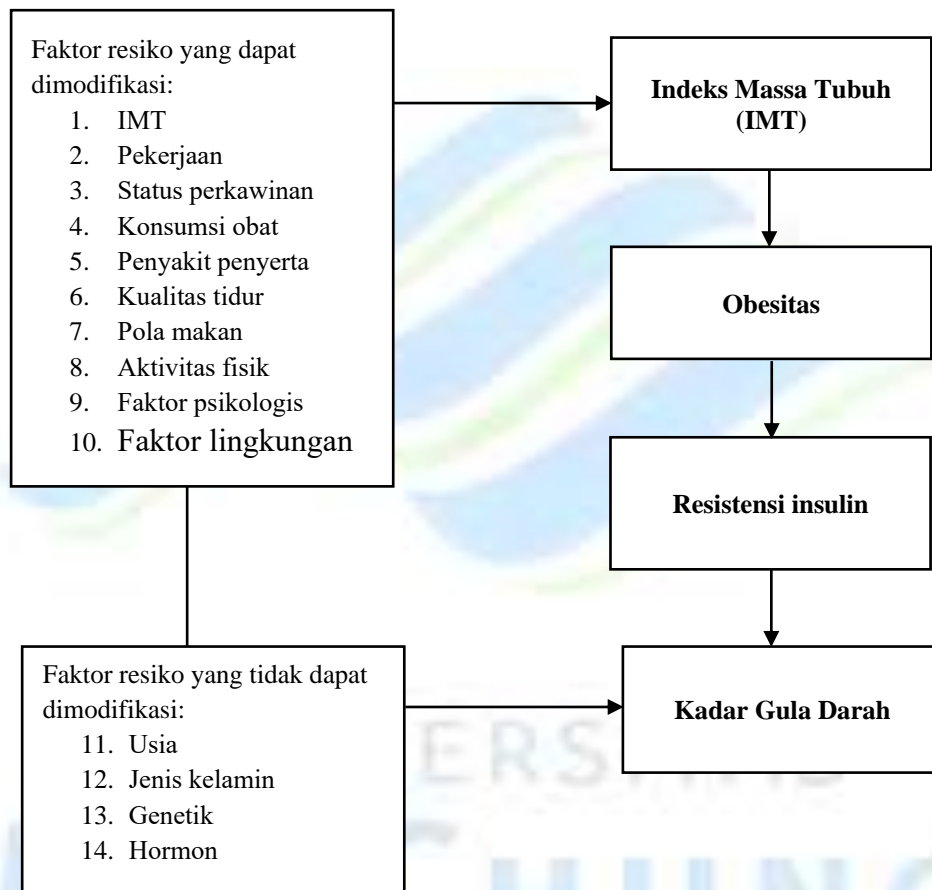 Faktor resiko yang dapat
dimodifikasi:
1. IMT
2. Pekerjaan
3. Status perkawinan
4. Konsumsi obat
5. Penyakit penyerta
6. Kualitas tidur
7. Pola makan
8. Aktivitas fisik
9. Faktor psikologis
10. Faktor lingkungan
Indeks Massa Tubuh
(IMT)
Obesitas
Resistensi insulin
Faktor resiko yang tidak dapat
dimodifikasi:
11. Usia
12. Jenis kelamin
13. Genetik
14. Hormon
Kadar Gula Darah